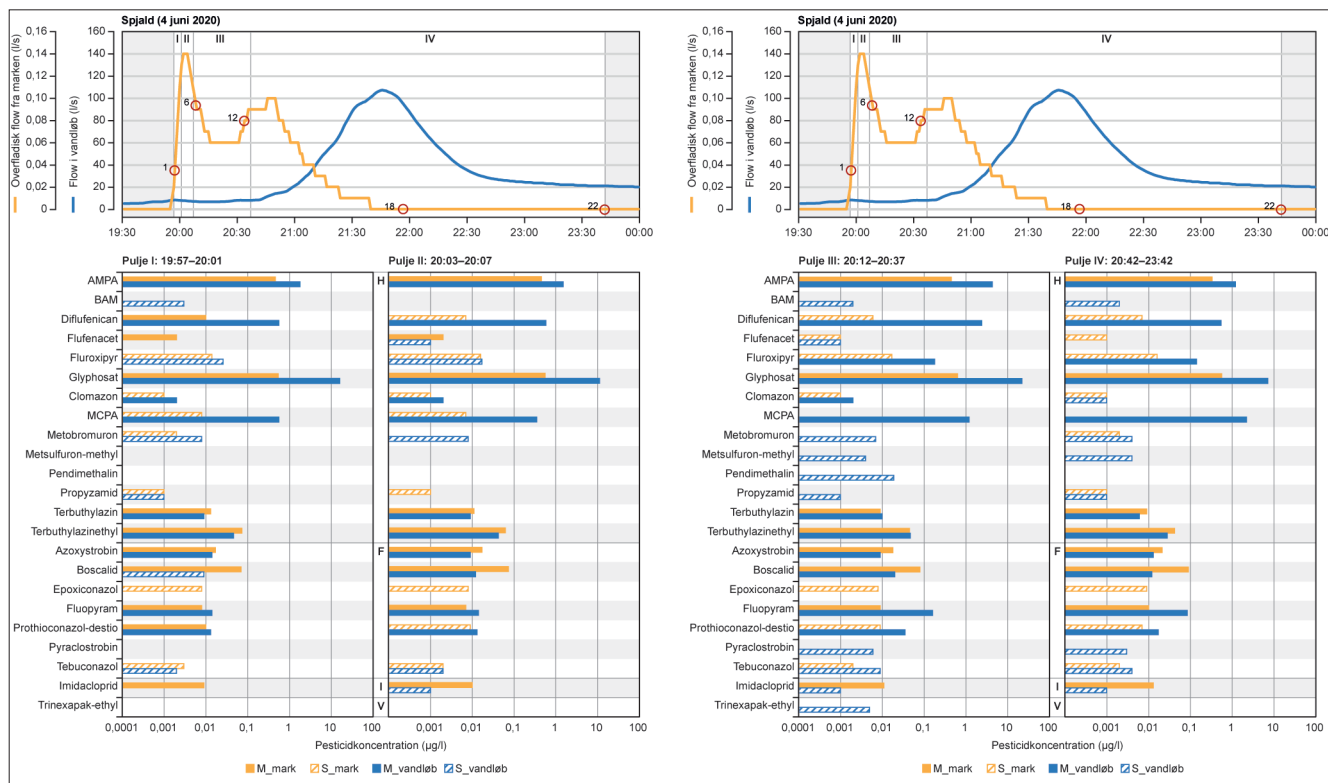 Spjald (4 juni 2020)
Overfladisk flow fra marken (l/s)
0,16
0,14
0,12
0,10
0,08
0,06
0,04
0,02
0
Flow i vandløb (l/s)
160
140
120
100
80
60
40
20
0
I II III IV
1
6
12
18
22
19:30 20:00 20:30 21:00 21:30 22:00 22:30 23:00 23:30 00:00
Pulje I: 19:57–20:01
Pulje II: 20:03–20:07
AMPA
BAM
Diflufenican
Flufenacet
Fluroxipyr
Glyphosat
Clomazon
MCPA
Metobromuron
Metsulfuron-methyl
Pendimethalin
Propyzamid
Terbuthylazin
Terbuthylazinethyl
Azoxystrobin
Boscalid
Epoxiconazol
Fluopyram
Prothioconazol-destio
Pyraclostrobin
Tebuconazol
Imidacloprid
Trinexapak-ethyl
H
F
I
V
0,0001 0,001 0,01 0,1 1 10 100
0,001 0,01 0,1 1 10 100
Pesticidkoncentration (µg/l)
M_mark S_mark M_vandløb S_vandløb
Spjald (4 juni 2020)
Overfladisk flow fra marken (l/s)
0,16
0,14
0,12
0,10
0,08
0,06
0,04
0,02
0
Flow i vandløb (l/s)
160
140
120
100
80
60
40
20
0
I II III IV
1
6
12
18
22
19:30 20:00 20:30 21:00 21:30 22:00 22:30 23:00 23:30 00:00
Pulje III: 20:12–20:37
Pulje IV: 20:42–23:42
AMPA
BAM
Diflufenican
Flufenacet
Fluroxipyr
Glyphosat
Clomazon
MCPA
Metobromuron
Metsulfuron-methyl
Pendimethalin
Propyzamid
Terbuthylazin
Terbuthylazinethyl
Azoxystrobin
Boscalid
Epoxiconazol
Fluopyram
Prothioconazol-destio
Pyraclostrobin
Tebuconazol
Imidacloprid
Trinexapak-ethyl
H
F
I
V
0,0001 0,001 0,01 0,1 1 10 100
0,001 0,01 0,1 1 10 100
Pesticidkoncentration (µg/l)
M_mark S_mark M_vandløb S_vandløb